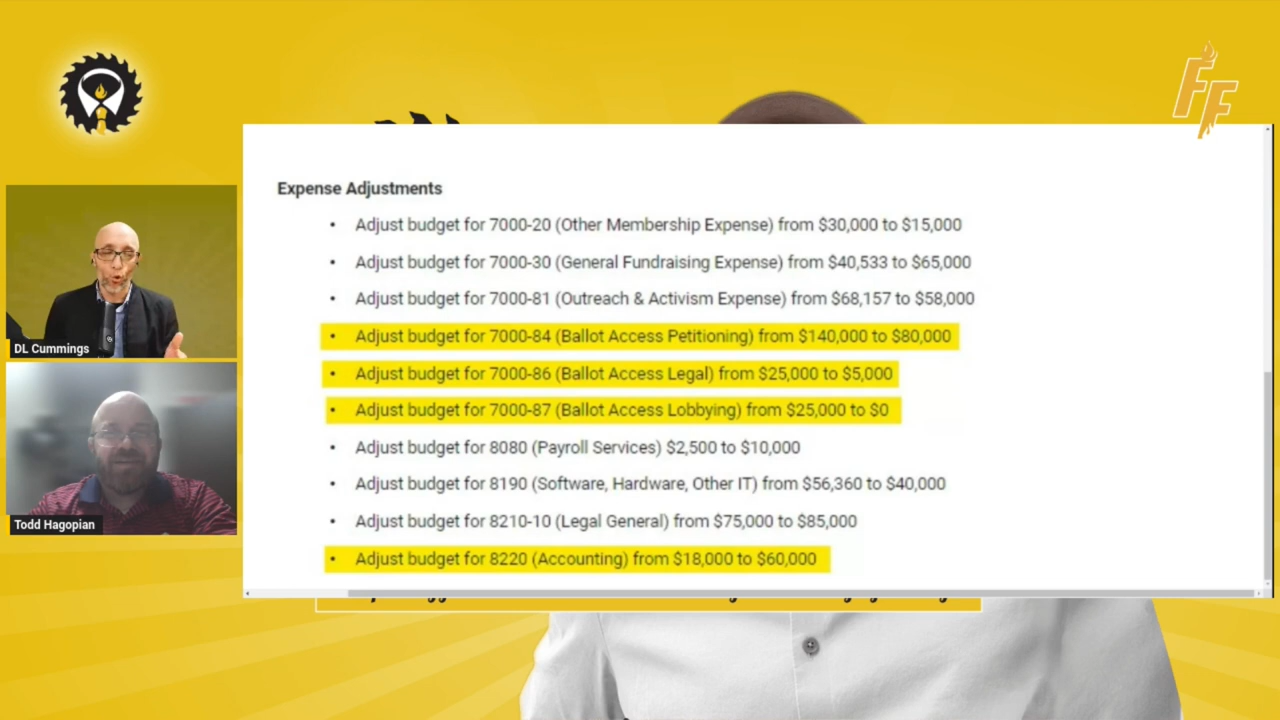 FF
Expense Adjustments
• Adjust budget for 7000-20 (Other Membership Expense) from $30,000 to $15,000
• Adjust budget for 7000-30 (General Fundraising Expense) from $40,533 to $65,000
• Adjust budget for 7000-81 (Outreach & Activism Expense) from $68,157 to $58,000
• Adjust budget for 7000-84 (Ballot Access Petitioning) from $140,000 to $80,000
• Adjust budget for 7000-86 (Ballot Access Legal) from $25,000 to $5,000
• Adjust budget for 7000-87 (Ballot Access Lobbying) from $25,000 to $0
• Adjust budget for 8080 (Payroll Services) $2,500 to $10,000
• Adjust budget for 8190 (Software, Hardware, Other IT) from $56,360 to $40,000
• Adjust budget for 8210-10 (Legal General) from $75,000 to $85,000
• Adjust budget for 8220 (Accounting) from $18,000 to $60,000
DL Cummings
Todd Hagopian